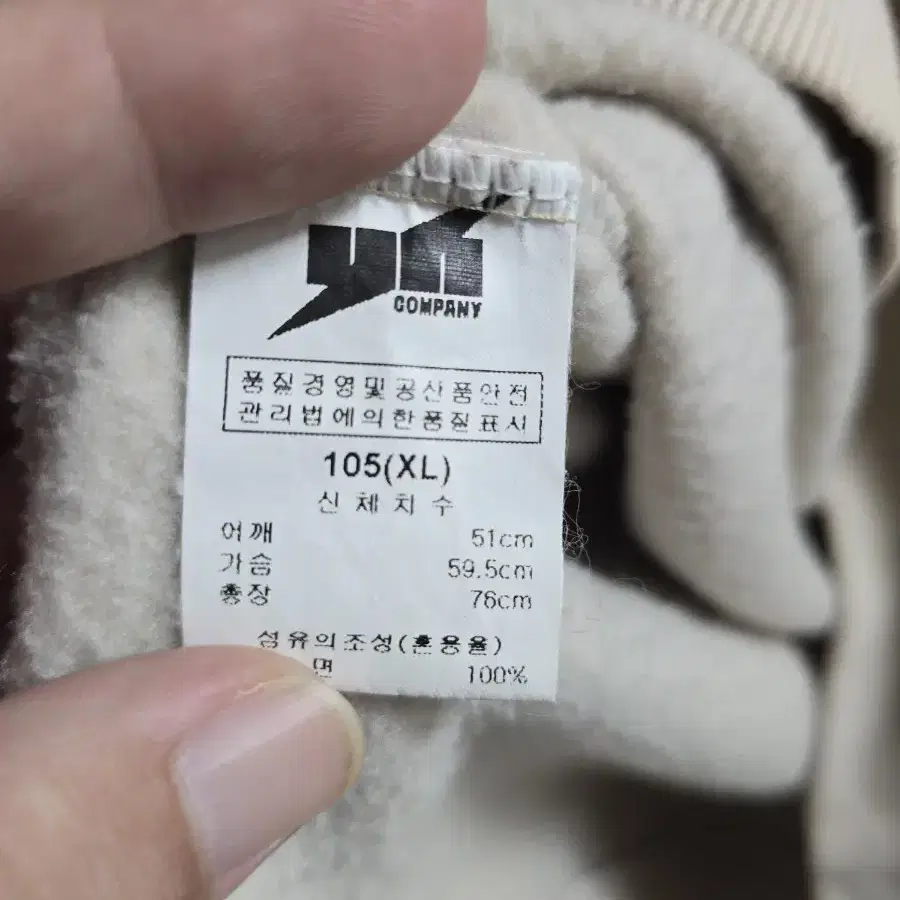 yh
COMPANY
품질경영및공산품안전
관리법에의한품질표시
105(XL)
신체치수
어깨 51cm
가슴 59.5cm
총장 76cm
섬유의조성(혼용율)
면 100%